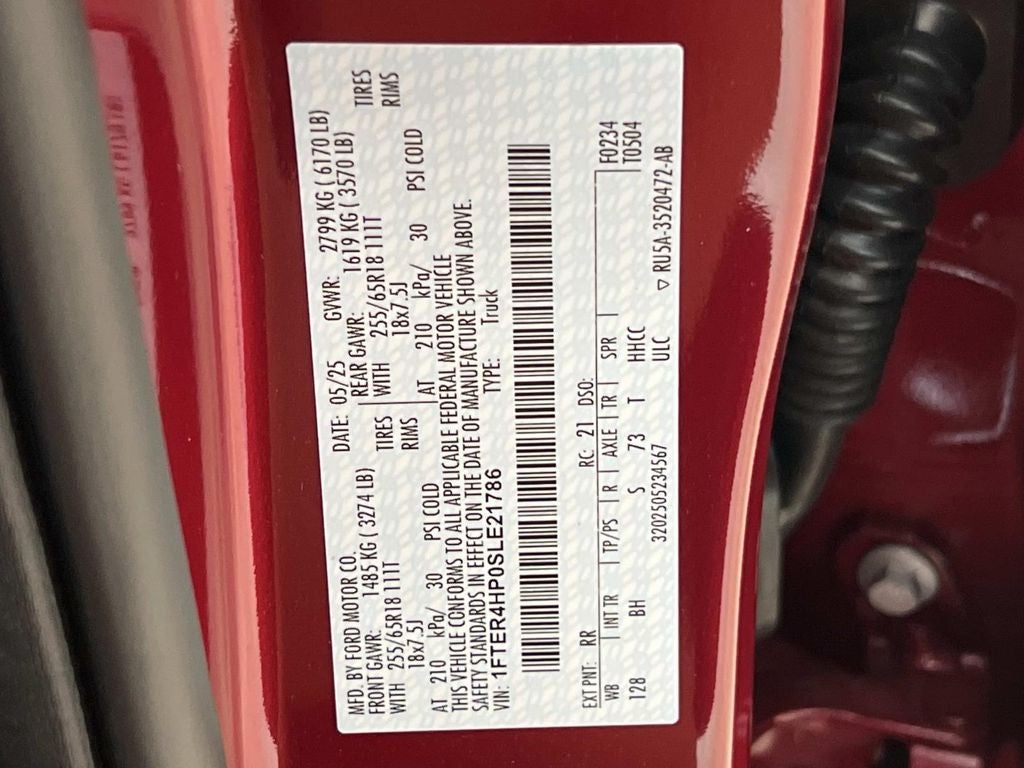 MFD. BY FORD MOTOR CO. DATE: 05/25 GVWR: 2799 KG ( 6170 LB)
FRONT GAWR: 1485 KG ( 3274 LB) REAR GAWR: 1619 KG ( 3570 LB)
WITH 255/65R18 111T TIRES WITH 255/65R18 111T TIRES
18x7.5J RIMS 18x7.5J RIMS
AT 210 kPa/ 30 PSI COLD AT 210 kPa/ 30 PSI COLD
THIS VEHICLE CONFORMS TO ALL APPLICABLE FEDERAL MOTOR VEHICLE
SAFETY STANDARDS IN EFFECT ON THE DATE OF MANUFACTURE SHOWN ABOVE.
VIN: 1FTER4HP0SLE21786 TYPE: Truck
EXT PNT: RR RC: 21 DSO:
WB | INT TR | TP/PS | R | AXLE | TR | SPR | F0234
128 BH S 73 T HHCC T0504
3202505234567 ULC ▽ RU5A-3520472-AB